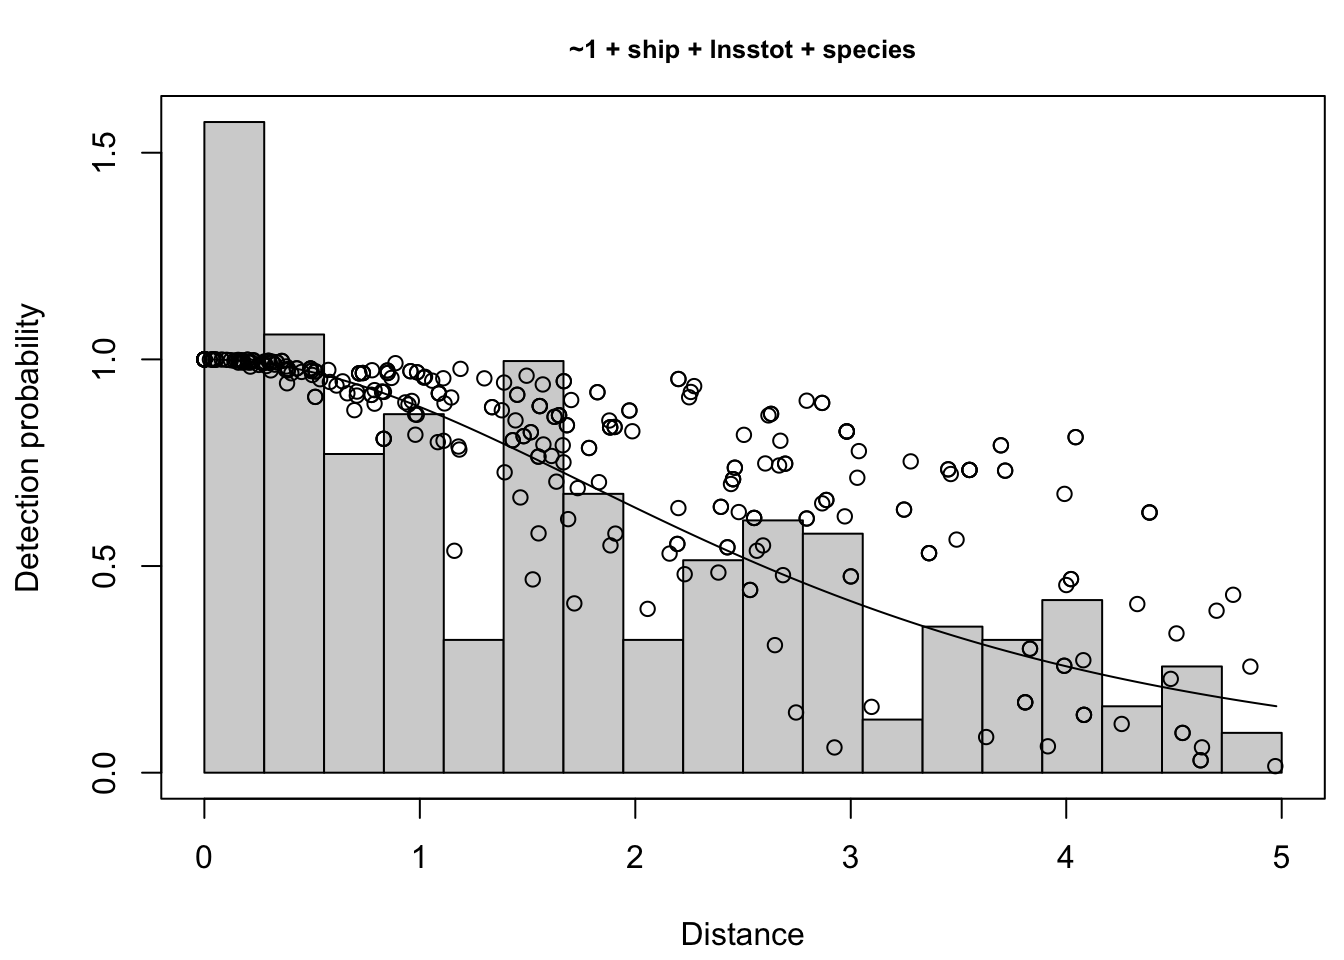 ~1 + ship + lnsstot + species
Detection probability
1.5
1.0
0.5
0.0
0 1 2 3 4 5
Distance